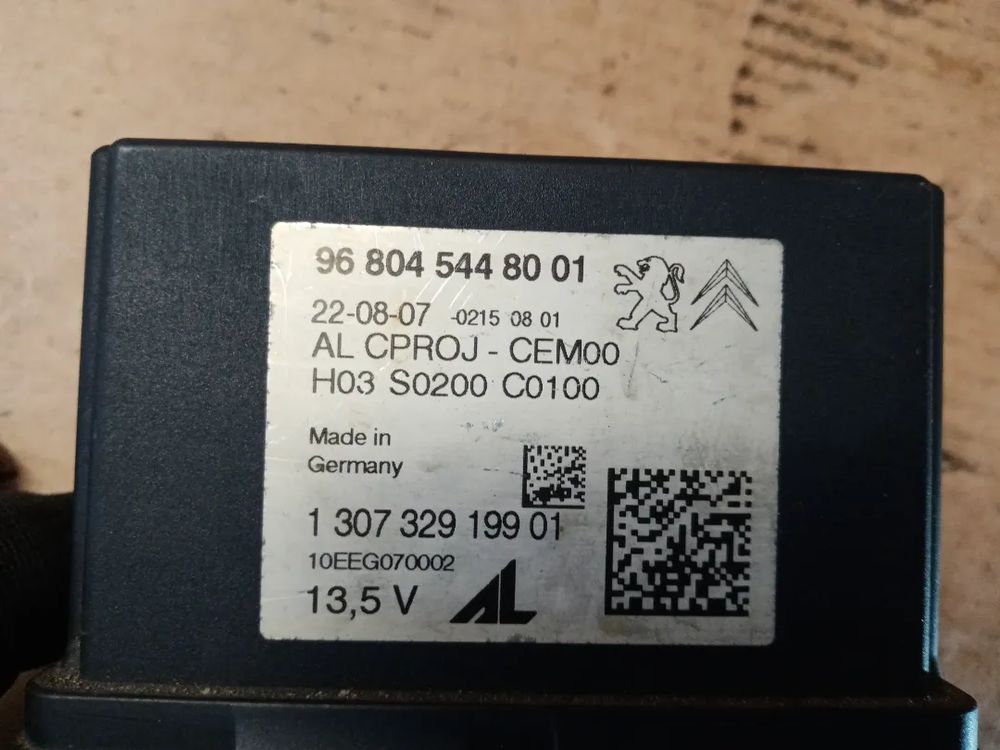 96 804 544 80 01
22-08-07 -0215 08 01
AL CPROJ - CEM00
H03 S0200 C0100
Made in
Germany
1 307 329 199 01
10EEG070002
13,5 V AL